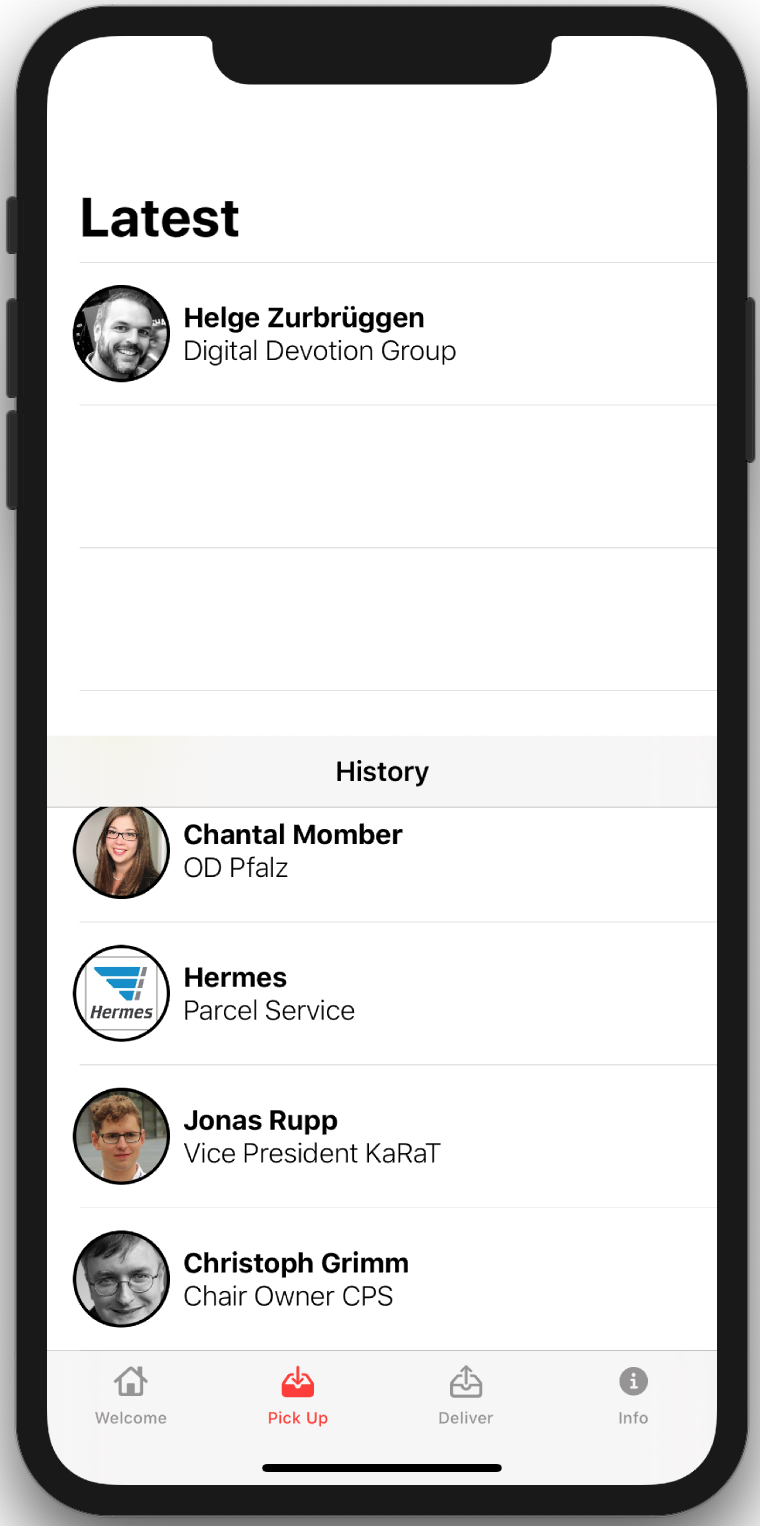 Latest
Helge Zurbrüggen
Digital Devotion Group
History
Chantal Momber
OD Pfalz
Hermes
Hermes
Parcel Service
Jonas Rupp
Vice President KaRaT
Christoph Grimm
Chair Owner CPS
Welcome
Pick Up
Deliver
Info